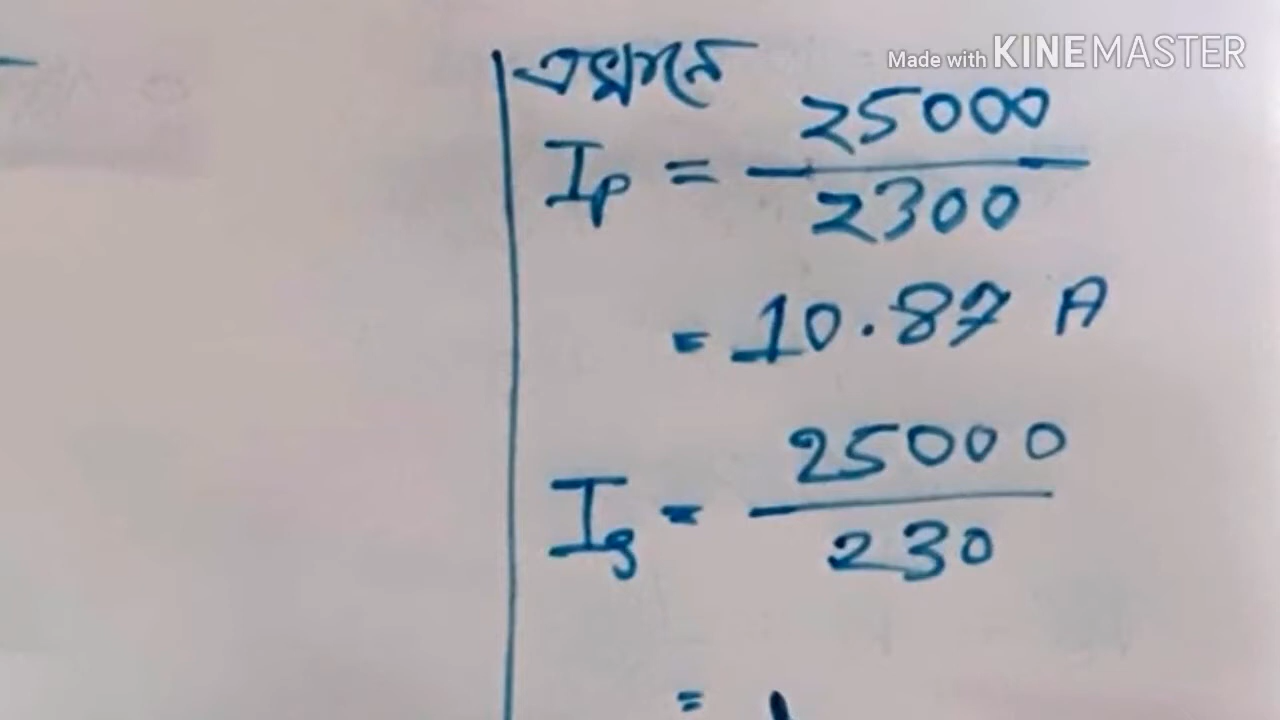 Made with KINEMASTER
এখানে
Ip = 25000 / 2300
= 10.87 A
Is = 25000 / 230
=